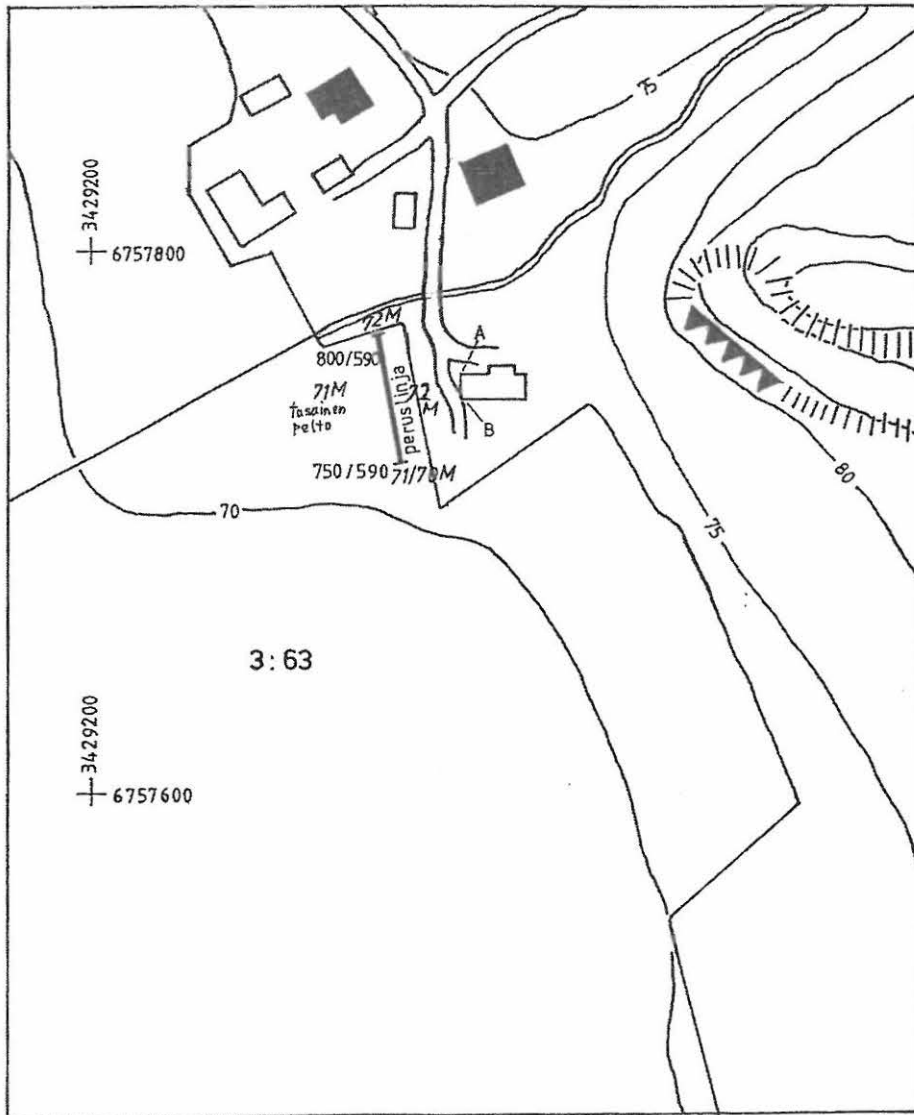 75
3429200
6757800
A
72M
800/590
perus linja
71M
tasainen
pelto
72
M
B
750/590 71/70M
80
70
75
3:63
3429200
6757600